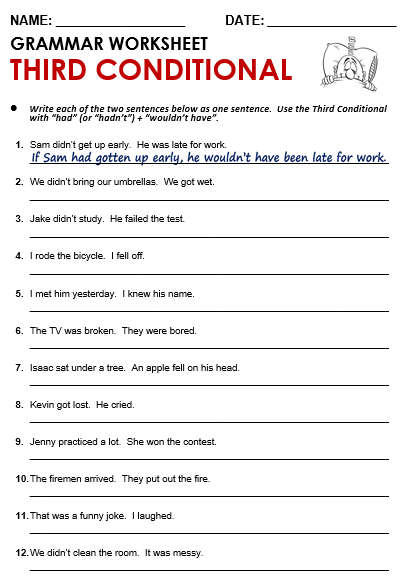 NAME: ________________ DATE: ________________
GRAMMAR WORKSHEET
THIRD CONDITIONAL
● Write each of the two sentences below as one sentence. Use the Third Conditional
with “had” (or “hadn’t”) + “wouldn’t have”.
1. Sam didn’t get up early. He was late for work.
If Sam had gotten up early, he wouldn’t have been late for work.
2. We didn’t bring our umbrellas. We got wet.
3. Jake didn’t study. He failed the test.
4. I rode the bicycle. I fell off.
5. I met him yesterday. I knew his name.
6. The TV was broken. They were bored.
7. Isaac sat under a tree. An apple fell on his head.
8. Kevin got lost. He cried.
9. Jenny practiced a lot. She won the contest.
10. The firemen arrived. They put out the fire.
11. That was a funny joke. I laughed.
12. We didn’t clean the room. It was messy.